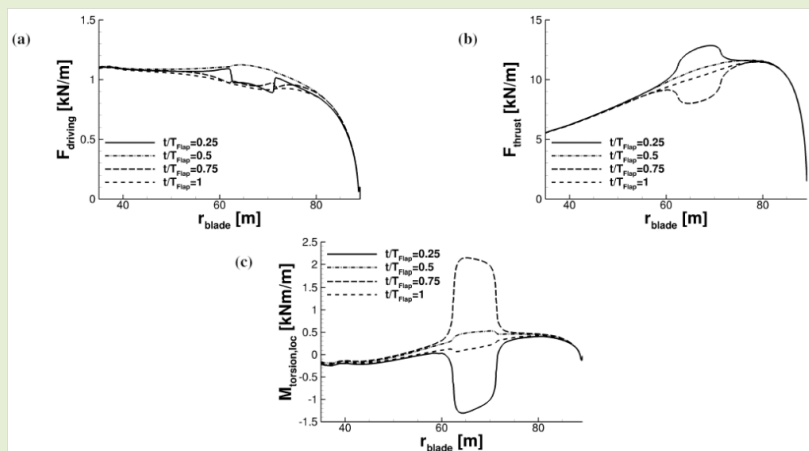 (a)
1.5
1
0.5
0
F_driving [kN/m]
t/T_Flap=0.25
t/T_Flap=0.5
t/T_Flap=0.75
t/T_Flap=1
40 60 80
r_blade [m]
(b)
15
10
5
0
F_thrust [kN/m]
t/T_Flap=0.25
t/T_Flap=0.5
t/T_Flap=0.75
t/T_Flap=1
40 60 80
r_blade [m]
(c)
2.5
2
1.5
1
0.5
0
-0.5
-1
-1.5
M_torsion,loc [kNm/m]
t/T_Flap=0.25
t/T_Flap=0.5
t/T_Flap=0.75
t/T_Flap=1
40 60 80
r_blade [m]